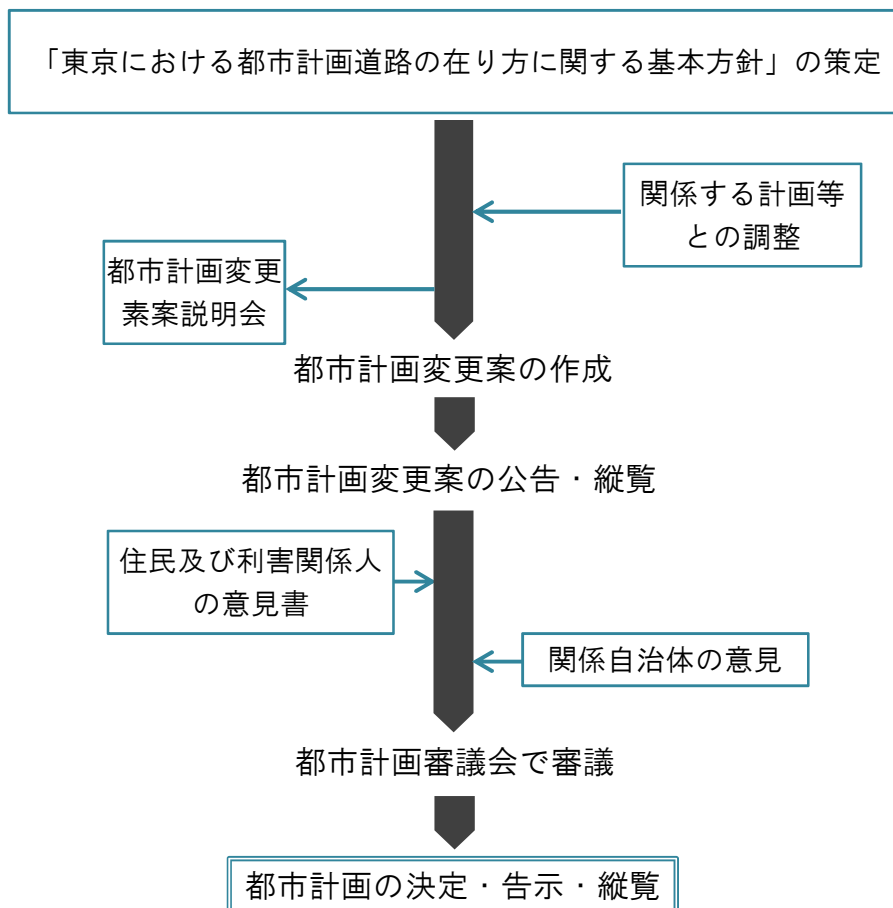 「東京における都市計画道路の在り方に関する基本方針」の策定
関係する計画等
との調整
都市計画変更
素案説明会
都市計画変更案の作成
都市計画変更案の公告・縦覧
住民及び利害関係人
の意見書
関係自治体の意見
都市計画審議会で審議
都市計画の決定・告示・縦覧